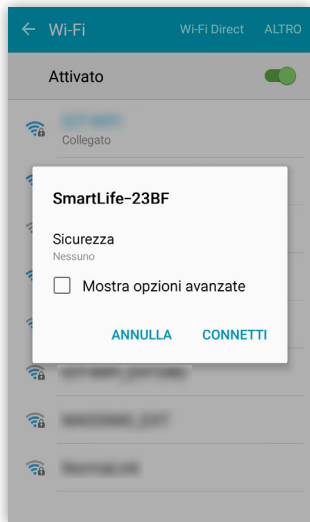 Wi-Fi Wi-Fi Direct ALTRO
Attivato
Collegato
SmartLife-23BF
Sicurezza
Nessuno
Mostra opzioni avanzate
ANNULLA CONNETTI